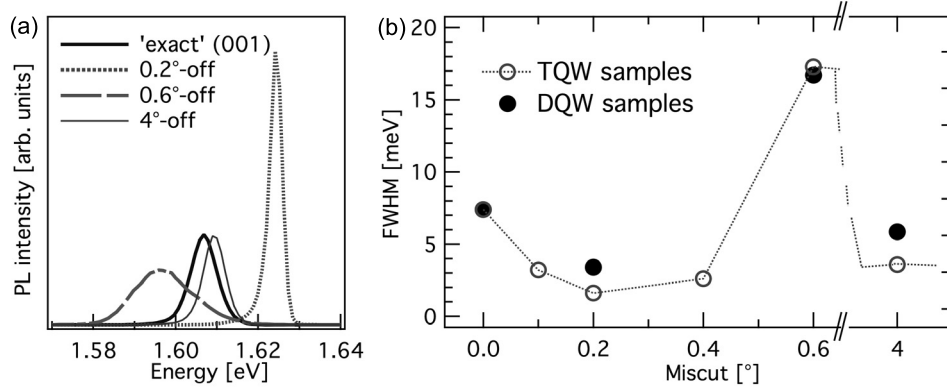 (a)
'exact' (001)
0.2°-off
0.6°-off
4°-off
PL intensity [arb. units]
1.58 1.60 1.62 1.64
Energy [eV]
(b)
20
15
10
5
0
FWHM [meV]
TQW samples
DQW samples
0.0 0.2 0.4 0.6 4
Miscut [°]